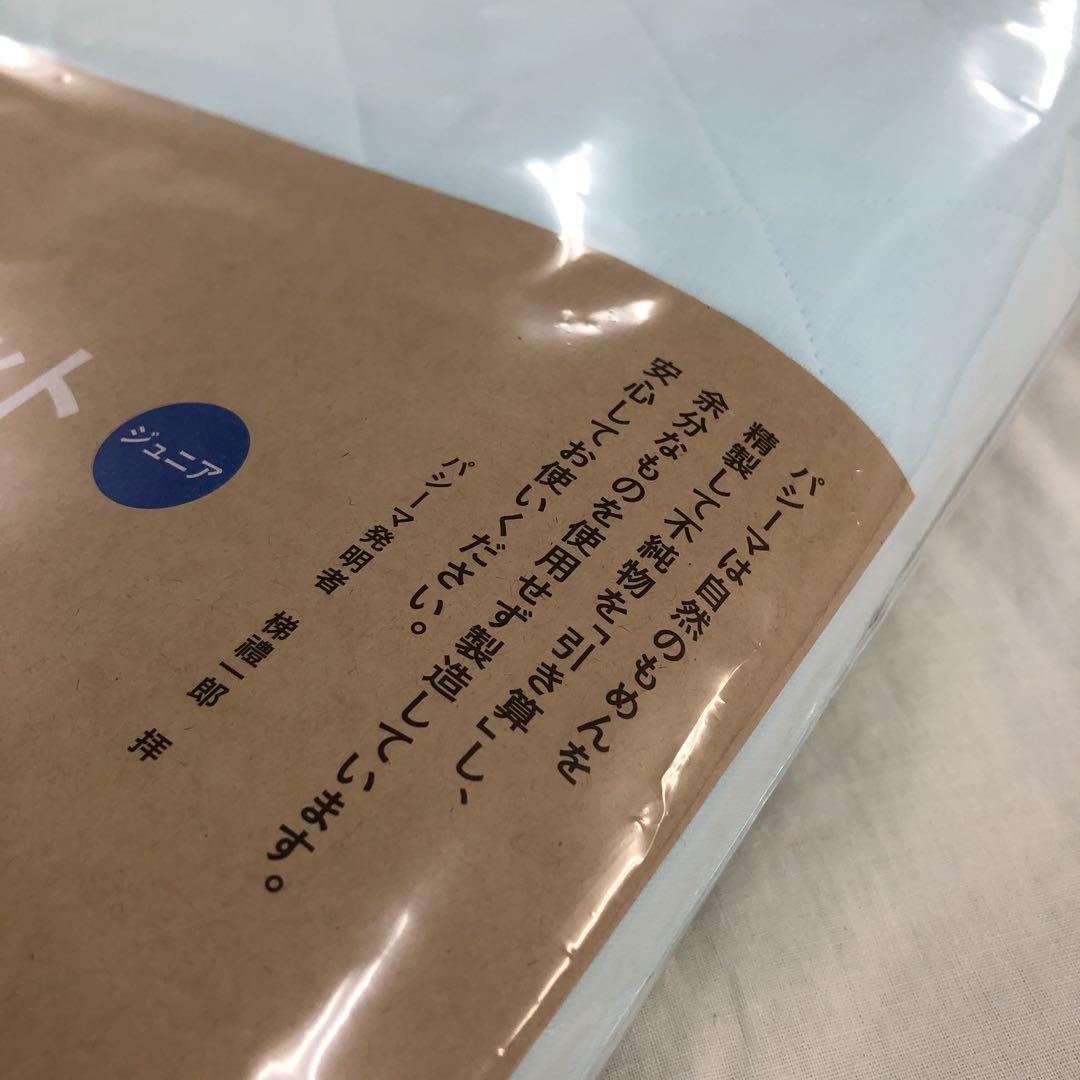 パシーマは自然のもめんを
精製して不純物を「引き算」し、
余分なものを使用せず製造しています。
安心してお使いください。
パシーマ発明者 梯禮一郎 拝
ジュニア
ット